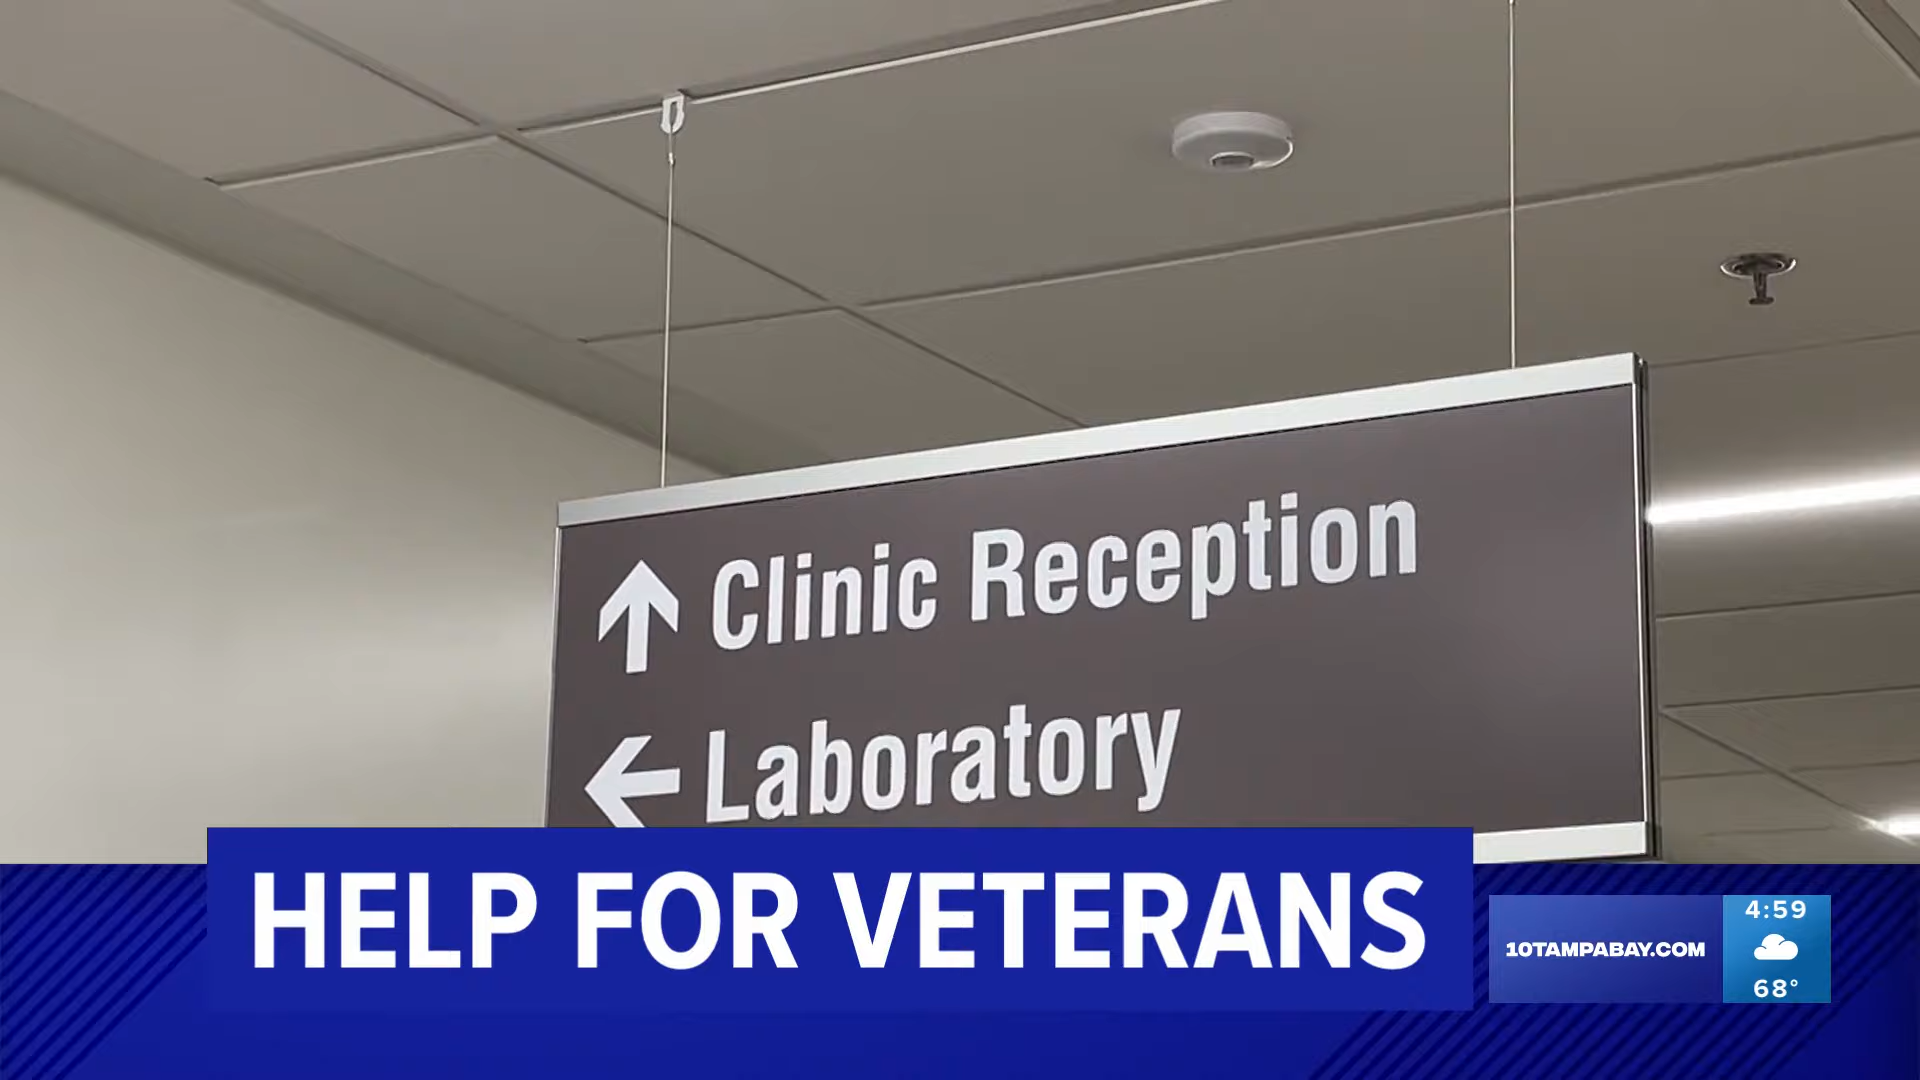 Clinic Reception
Laboratory
HELP FOR VETERANS
10TAMPABAY.COM
4:59
68°